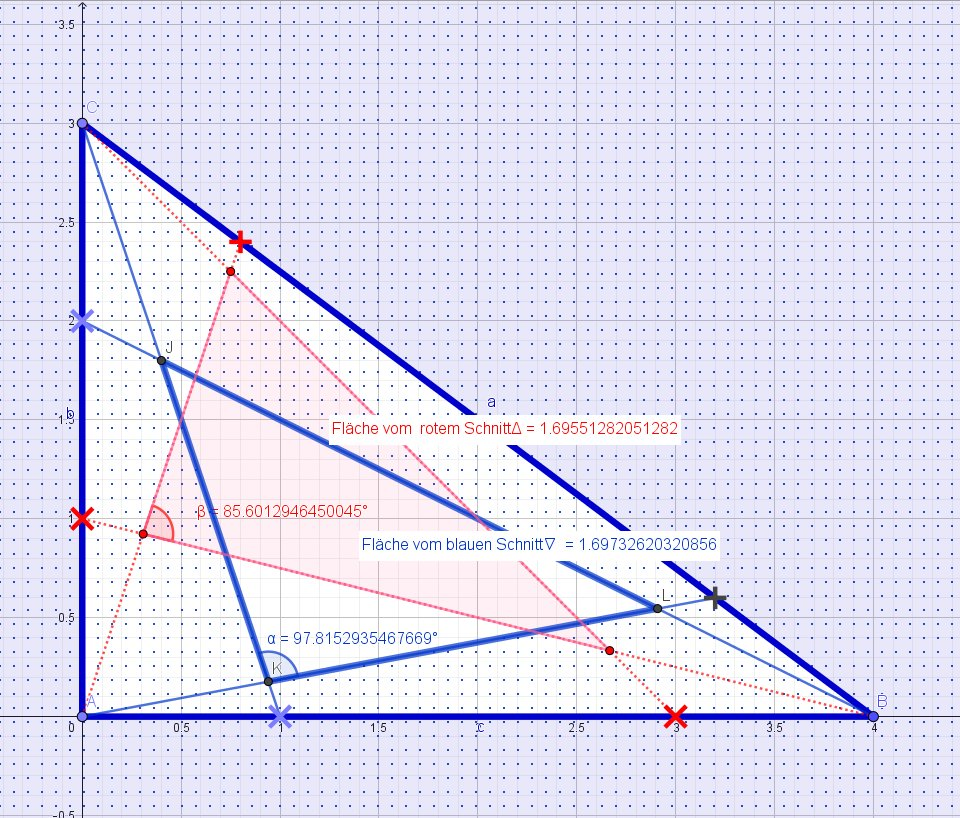 3.5
C
3
2.5
2
J
a
b
1.5
Fläche vom rotem Schnitt∆ = 1.69551282051282
1
β = 85.6012946450045°
Fläche vom blauen Schnitt∇ = 1.69732620320856
L
0.5
α = 97.8152935467669°
K
A
B
0
0.5
1
1.5
c
2.5
3
3.5
4
-0.5